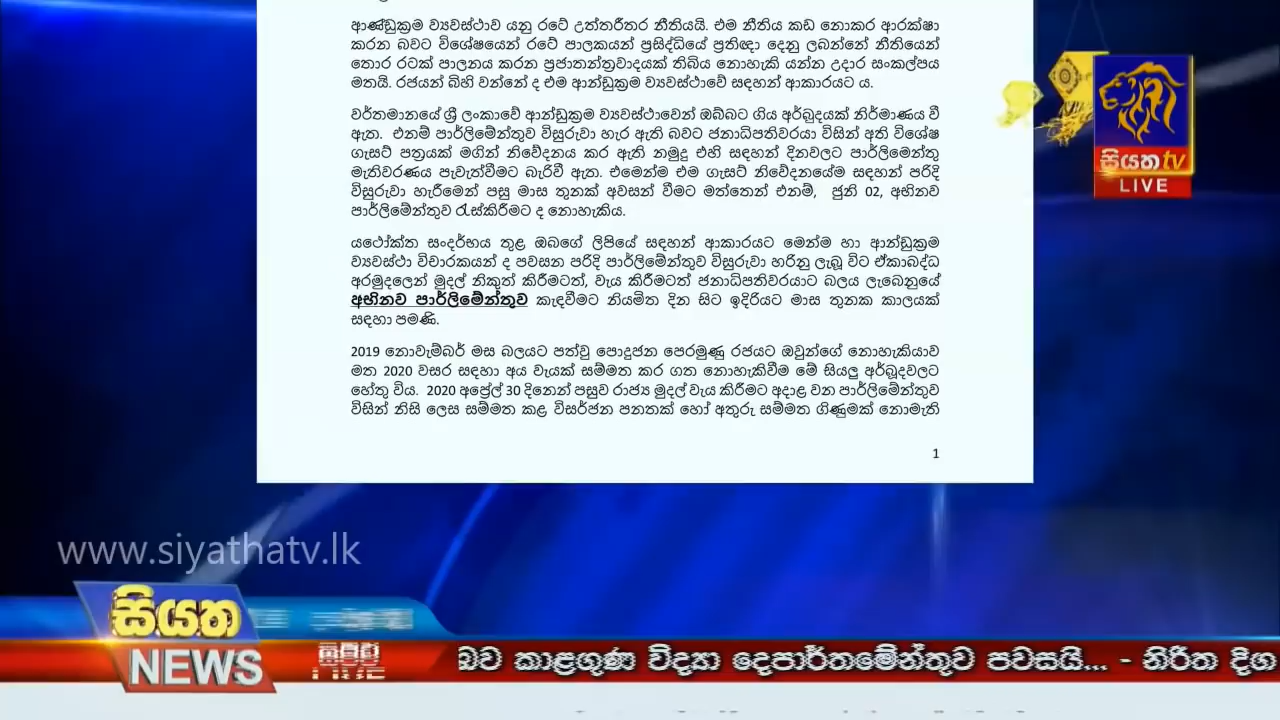 ආණ්ඩුක්‍රම ව්‍යවස්ථාව යනු රටේ උත්තරීතර නීතියයි. එම නීතිය කඩ නොකර ආරක්ෂා
කරන බවට විශේෂයෙන් රටේ පාලකයන් ප්‍රසිද්ධියේ ප්‍රතිඥා දෙනු ලබන්නේ නීතියෙන්
තොර රටක් පාලනය කරන ප්‍රජාතන්ත්‍රවාදයක් තිබිය නොහැකි යන්න උදාර සංකල්පය
මතයි. රජයන් බිහි වන්නේ ද එම ආන්ඩුක්‍රම ව්‍යවස්ථාවේ සඳහන් ආකාරයට ය.
වර්තමානයේ ශ්‍රී ලංකාවේ ආන්ඩුක්‍රම ව්‍යවස්ථාවෙන් ඔබ්බට ගිය අර්බුදයක් නිර්මාණය වී
ඇත. එනම් පාර්ලිමේන්තුව විසුරුවා හැර ඇති බවට ජනාධිපතිවරයා විසින් අති විශේෂ
ගැසට් පත්‍රයක් මගින් නිවේදනය කර ඇති නමුදු එහි සඳහන් දිනවලට පාර්ලිමේන්තු
මැතිවරණය පැවැත්වීමට බැරිවී ඇත. එමෙන්ම එම ගැසට් නිවේදනයේම සඳහන් පරිදි
විසුරුවා හැරීමෙන් පසු මාස තුනක් අවසන් වීමට මත්තෙන් එනම්, ජුනි 02, අභිනව
පාර්ලිමේන්තුව රැස්කිරීමට ද නොහැකිය.
යථෝක්ත සංදර්භය තුළ ඔබගේ ලිපියේ සඳහන් ආකාරයට මෙන්ම හා ආන්ඩුක්‍රම
ව්‍යවස්ථා විචාරකයන් ද පවසන පරිදි පාර්ලිමේන්තුව විසුරුවා හරිනු ලැබූ විට ඒකාබද්ධ
අරමුදලෙන් මුදල් නිකුත් කිරීමටත්, වැය කිරීමටත් ජනාධිපතිවරයාට බලය ලැබෙනුයේ
අභිනව පාර්ලිමේන්තුව කැඳවීමට නියමිත දින සිට ඉදිරියට මාස තුනක කාලයක්
සඳහා පමණි.
2019 නොවැම්බර් මස බලයට පත්වු පොදුජන පෙරමුණු රජයට ඔවුන්ගේ නොහැකියාව
මත 2020 වසර සඳහා අය වැයක් සම්මත කර ගත නොහැකිවීම මේ සියලු අර්බුදවලට
හේතු විය. 2020 අප්‍රේල් 30 දිනෙන් පසුව රාජ්‍ය මුදල් වැය කිරීමට අදාළ වන පාර්ලිමේන්තුව
විසින් නිසි ලෙස සම්මත කළ විසර්ජන පනතක් හෝ අතුරු සම්මත ගිණුමක් නොමැති
1
සියත tv
LIVE
www.siyathatv.lk
සියත
NEWS
බව කාළගුණ විද්‍යා දෙපාර්තමේන්තුව පවසයි... - නිරිත දිග